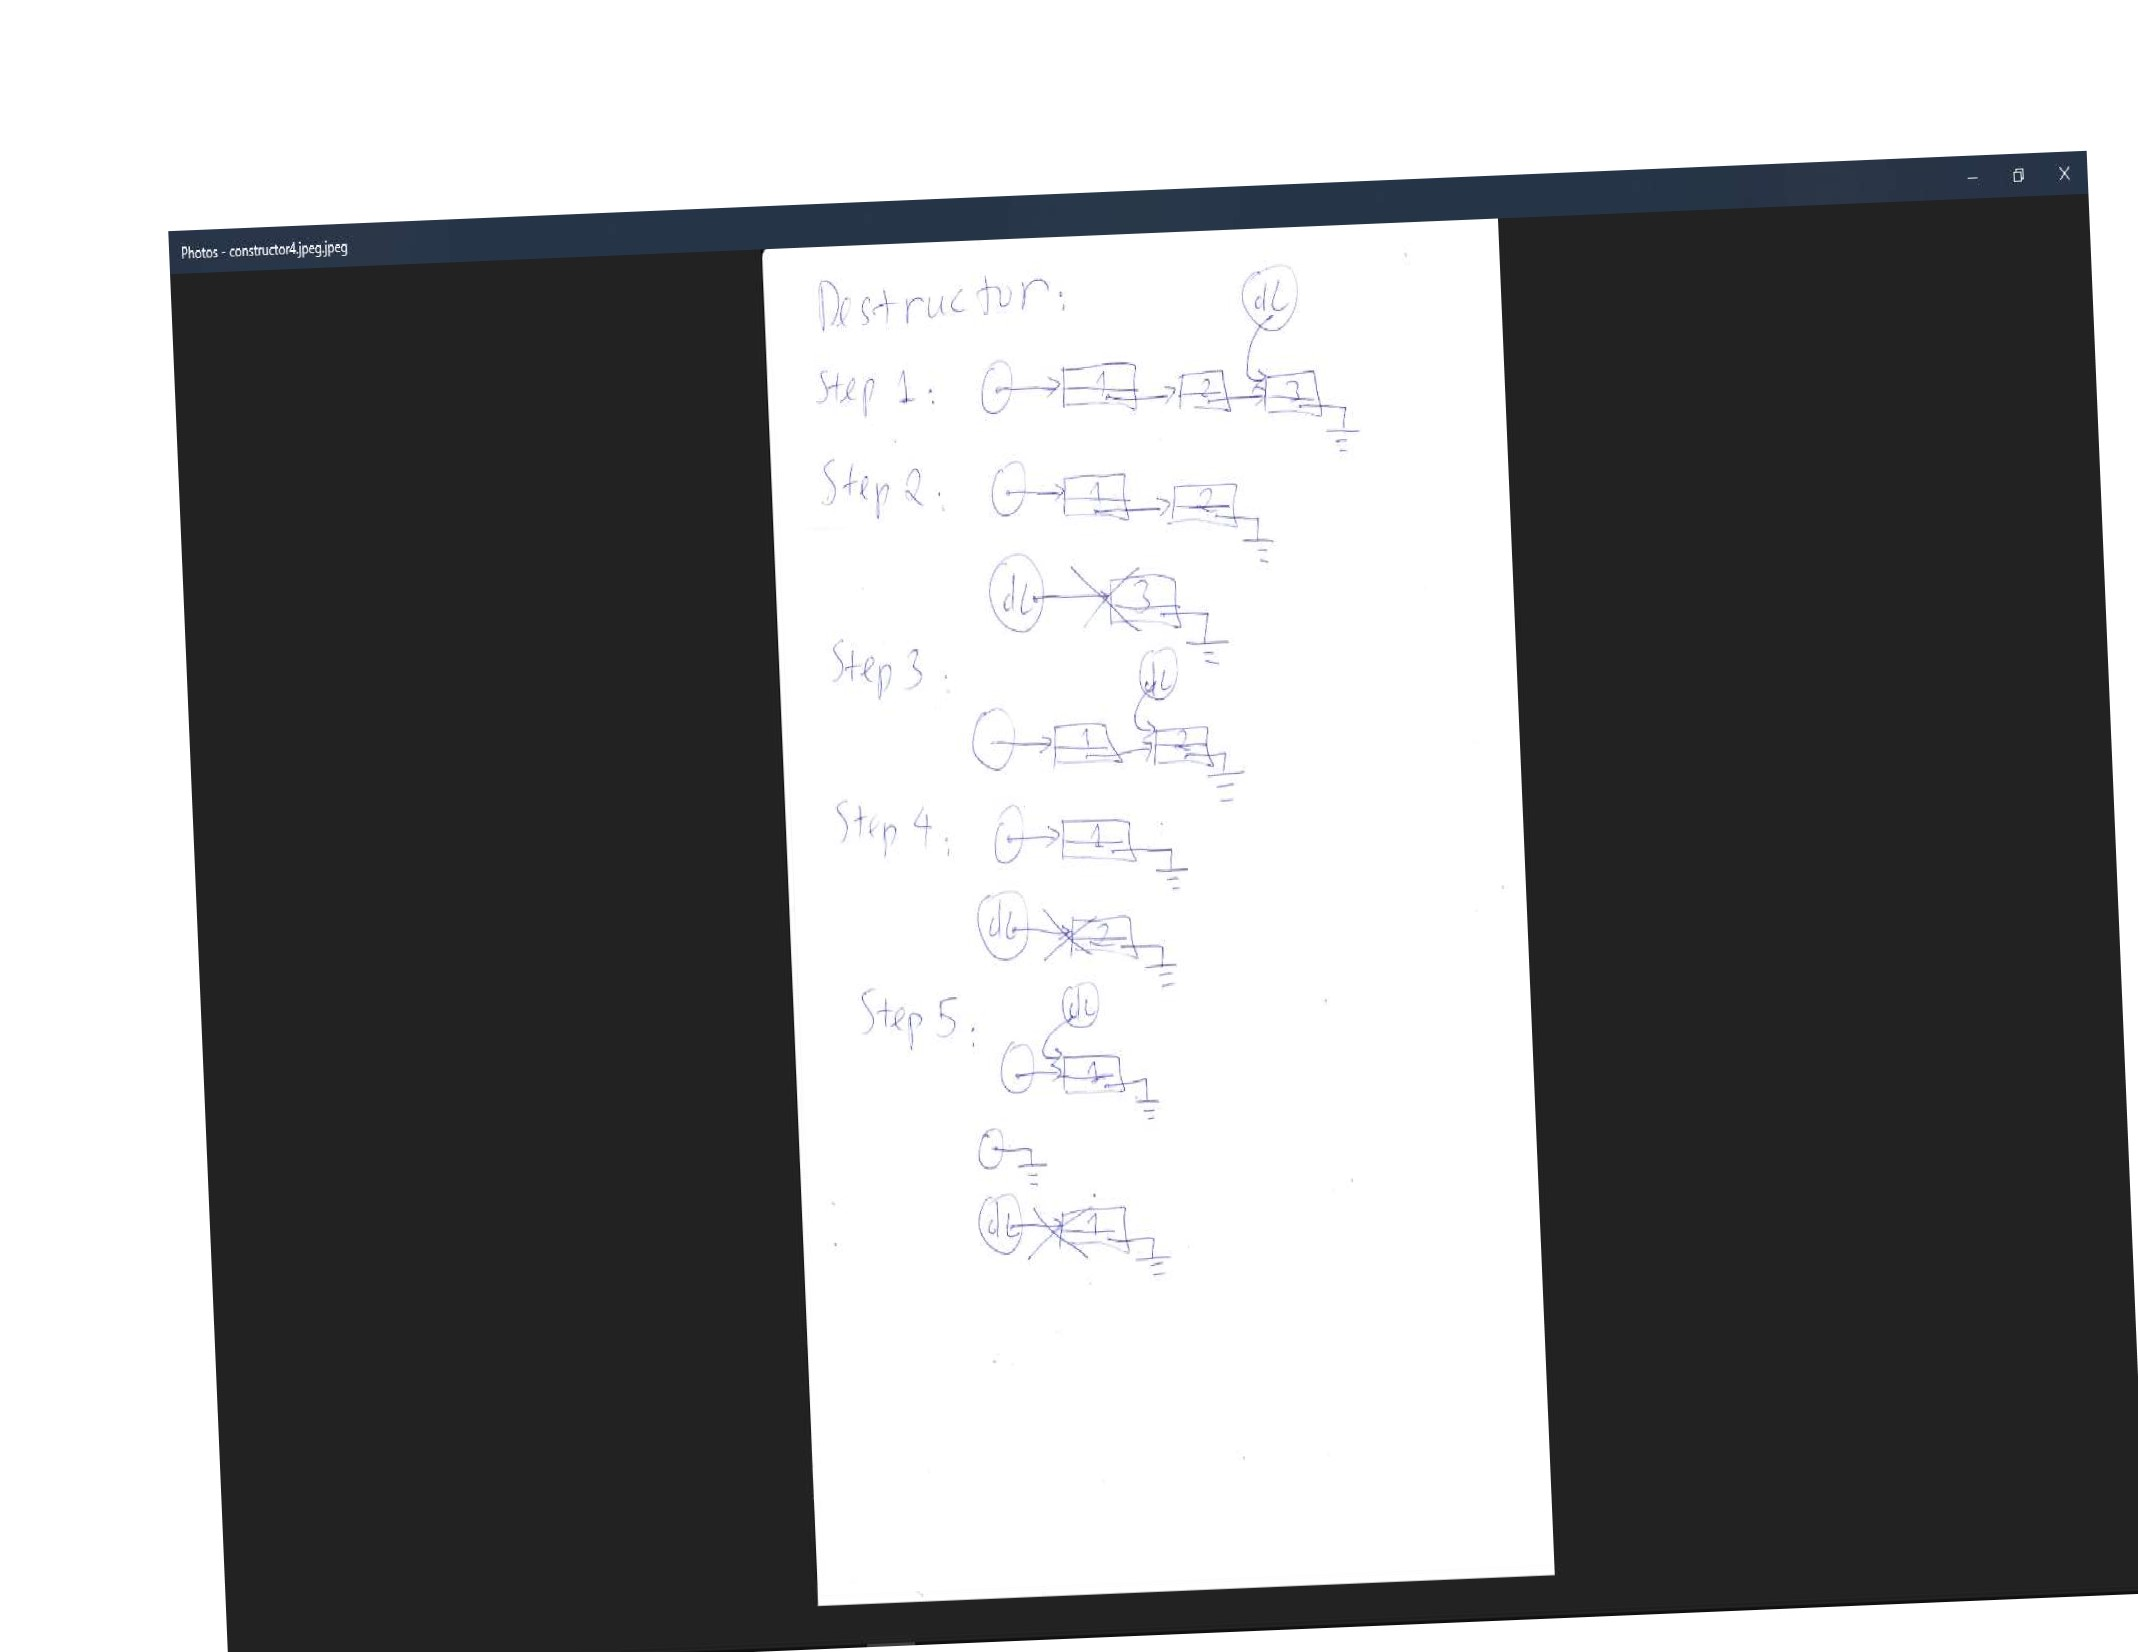 Photos - constructor4.jpeg.jpeg
Destructor:
dl
Step 1: 1 2 3
Step 2: 1 2
dl 3
Step 3:
dl
1 2
Step 4: 1
dl 2
Step 5: dl
1
dl 1